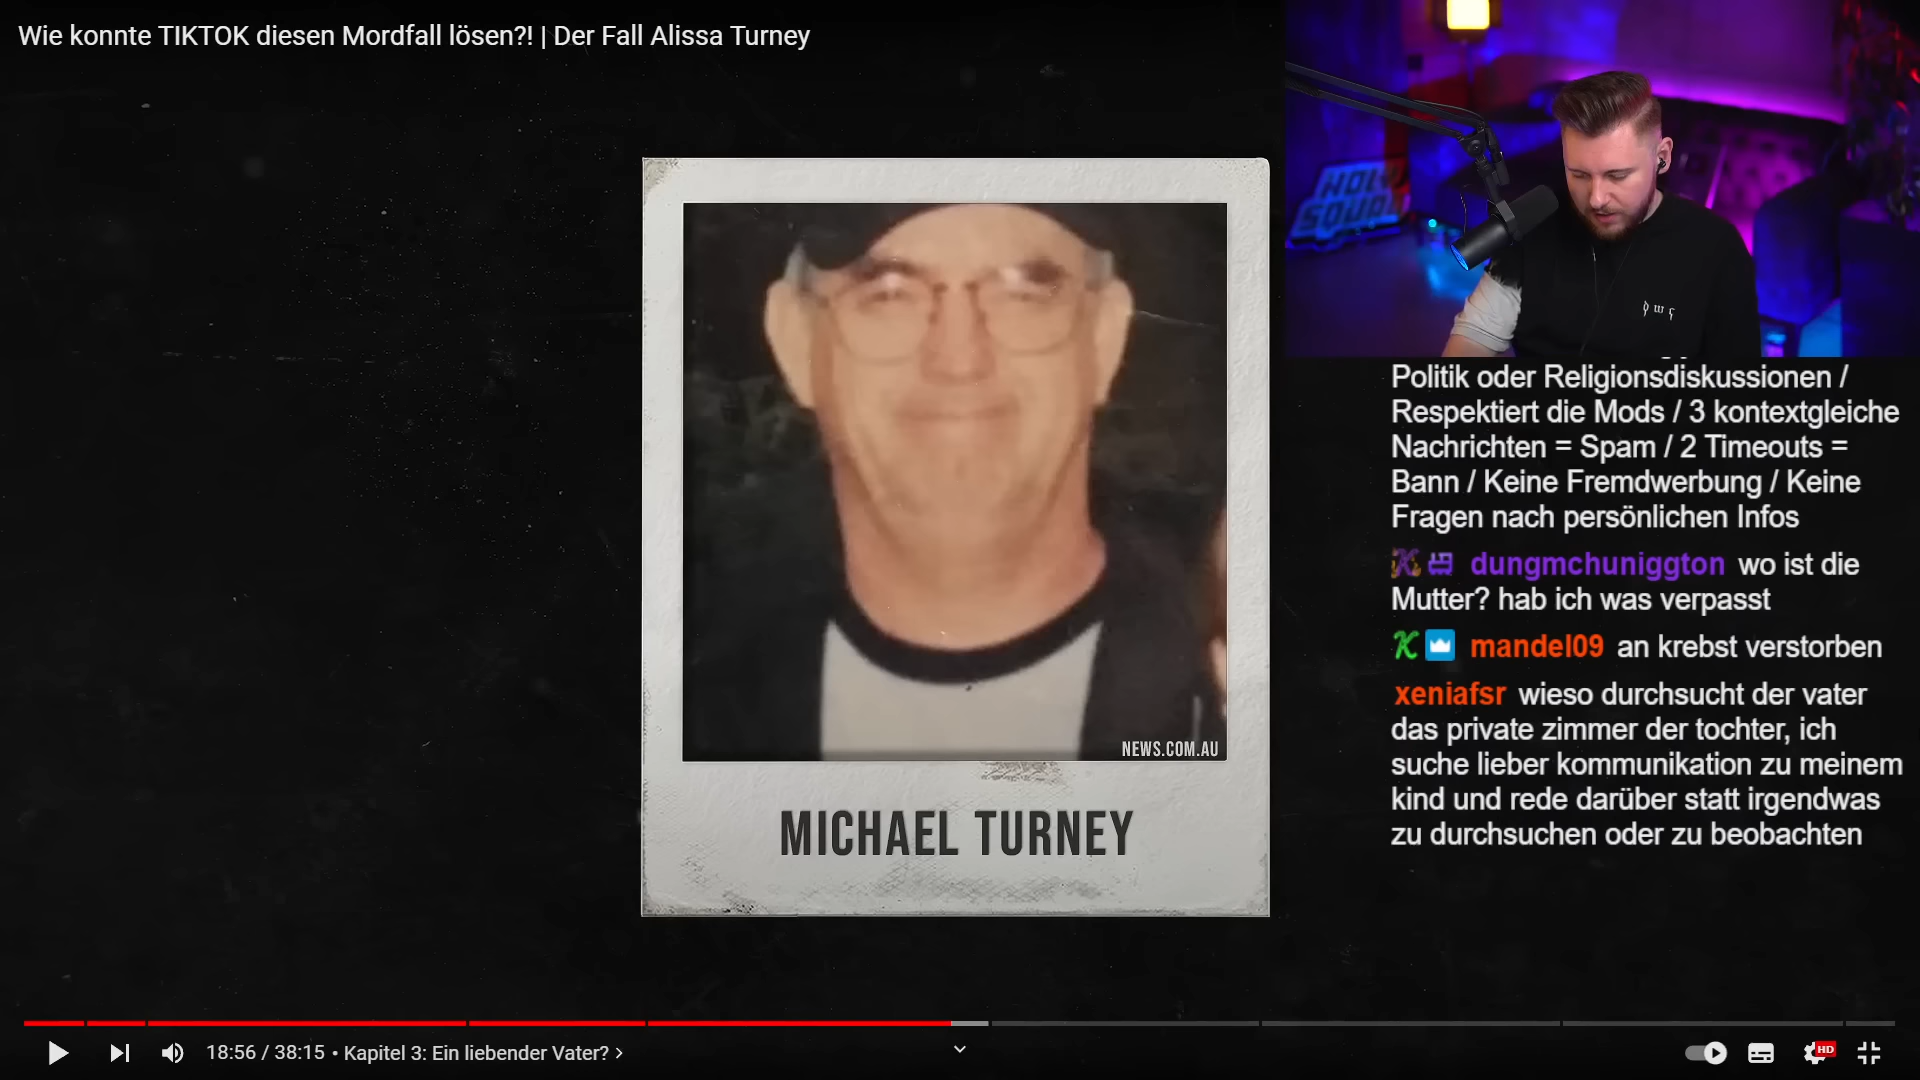 Wie konnte TIKTOK diesen Mordfall lösen?! | Der Fall Alissa Turney
HOLY
SQUAD
NEWS.COM.AU
MICHAEL TURNEY
Politik oder Religionsdiskussionen /
Respektiert die Mods / 3 kontextgleiche
Nachrichten = Spam / 2 Timeouts =
Bann / Keine Fremdwerbung / Keine
Fragen nach persönlichen Infos
dungmchuniggton wo ist die
Mutter? hab ich was verpasst
mandel09 an krebst verstorben
xeniafsr wieso durchsucht der vater
das private zimmer der tochter, ich
suche lieber kommunikation zu meinem
kind und rede darüber statt irgendwas
zu durchsuchen oder zu beobachten
18:56 / 38:15 • Kapitel 3: Ein liebender Vater? ›
HD